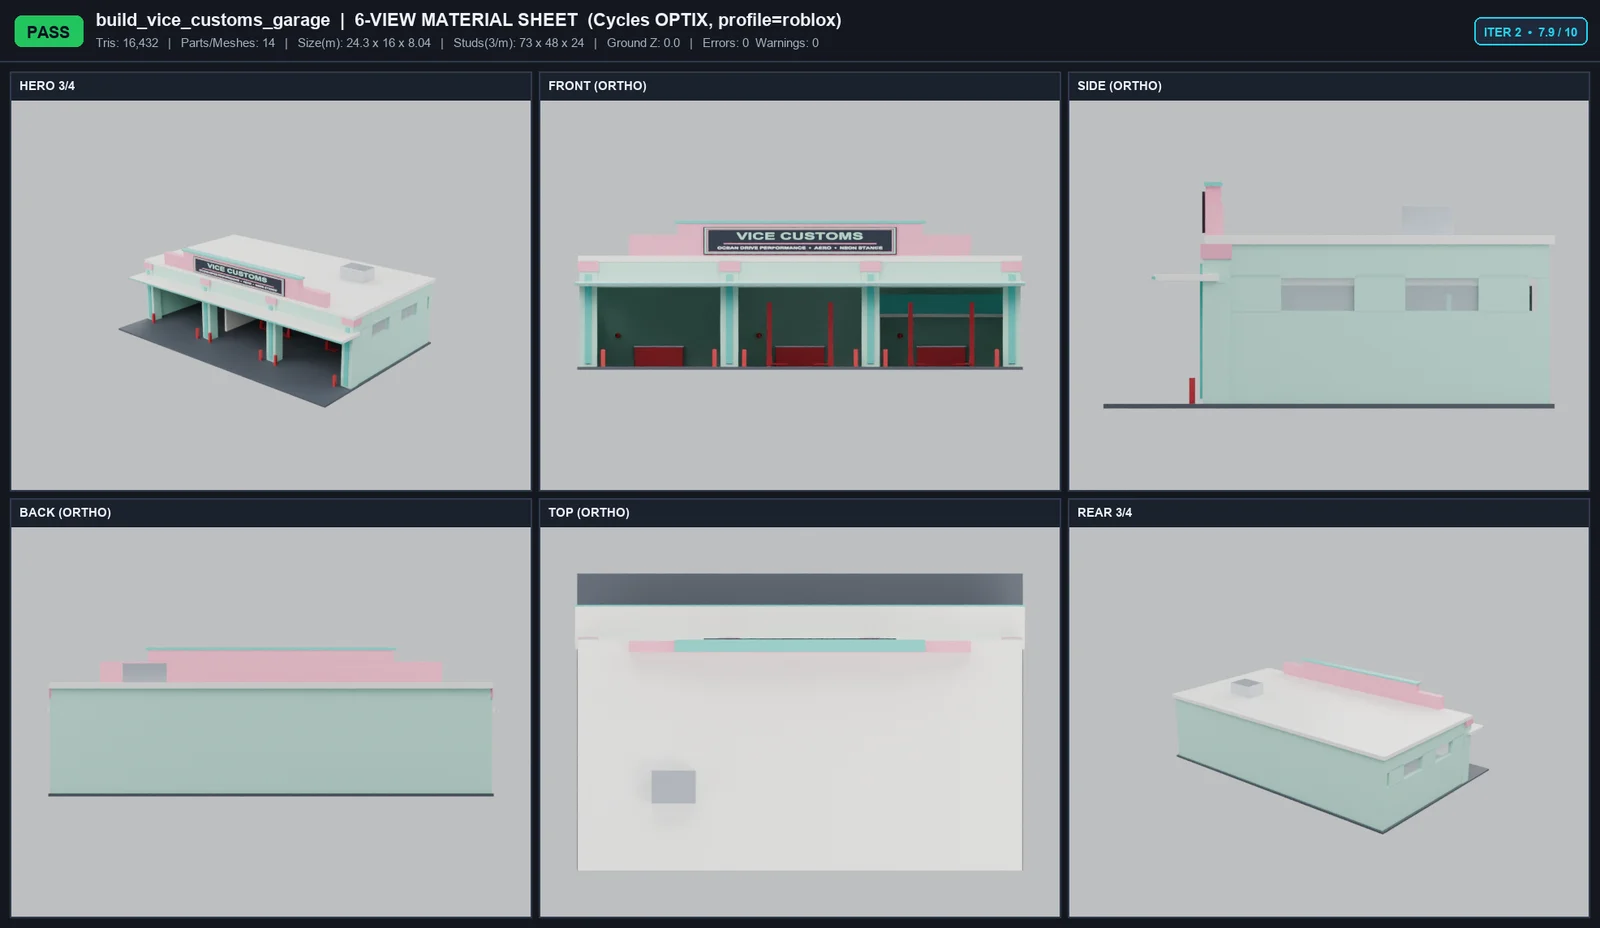 PASS
build_vice_customs_garage | 6-VIEW MATERIAL SHEET (Cycles OPTIX, profile=roblox)
Tris: 16,432 | Parts/Meshes: 14 | Size(m): 24.3 x 16 x 8.04 | Studs(3/m): 73 x 48 x 24 | Ground Z: 0.0 | Errors: 0 Warnings: 0
ITER 2 • 7.9 / 10
HERO 3/4
VICE CUSTOMS
FRONT (ORTHO)
VICE CUSTOMS
OCEAN DRIVE PERFORMANCE • AERO • NEON STANCE
SIDE (ORTHO)
BACK (ORTHO)
TOP (ORTHO)
REAR 3/4